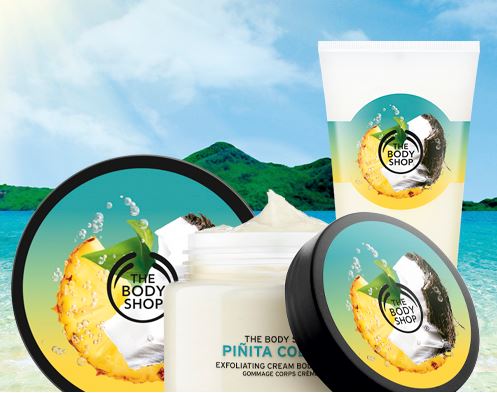 THE
BODY
SHOP
THE
BODY
SHOP
THE
BODY
SHOP
THE BODY
PIÑITA
EXFOLIATING CREAM
GOMMAGE CORPS